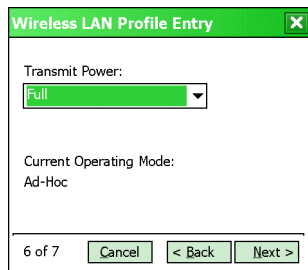 Wireless LAN Profile Entry
Transmit Power:
Full
Current Operating Mode:
Ad-Hoc
6 of 7 Cancel < Back Next >